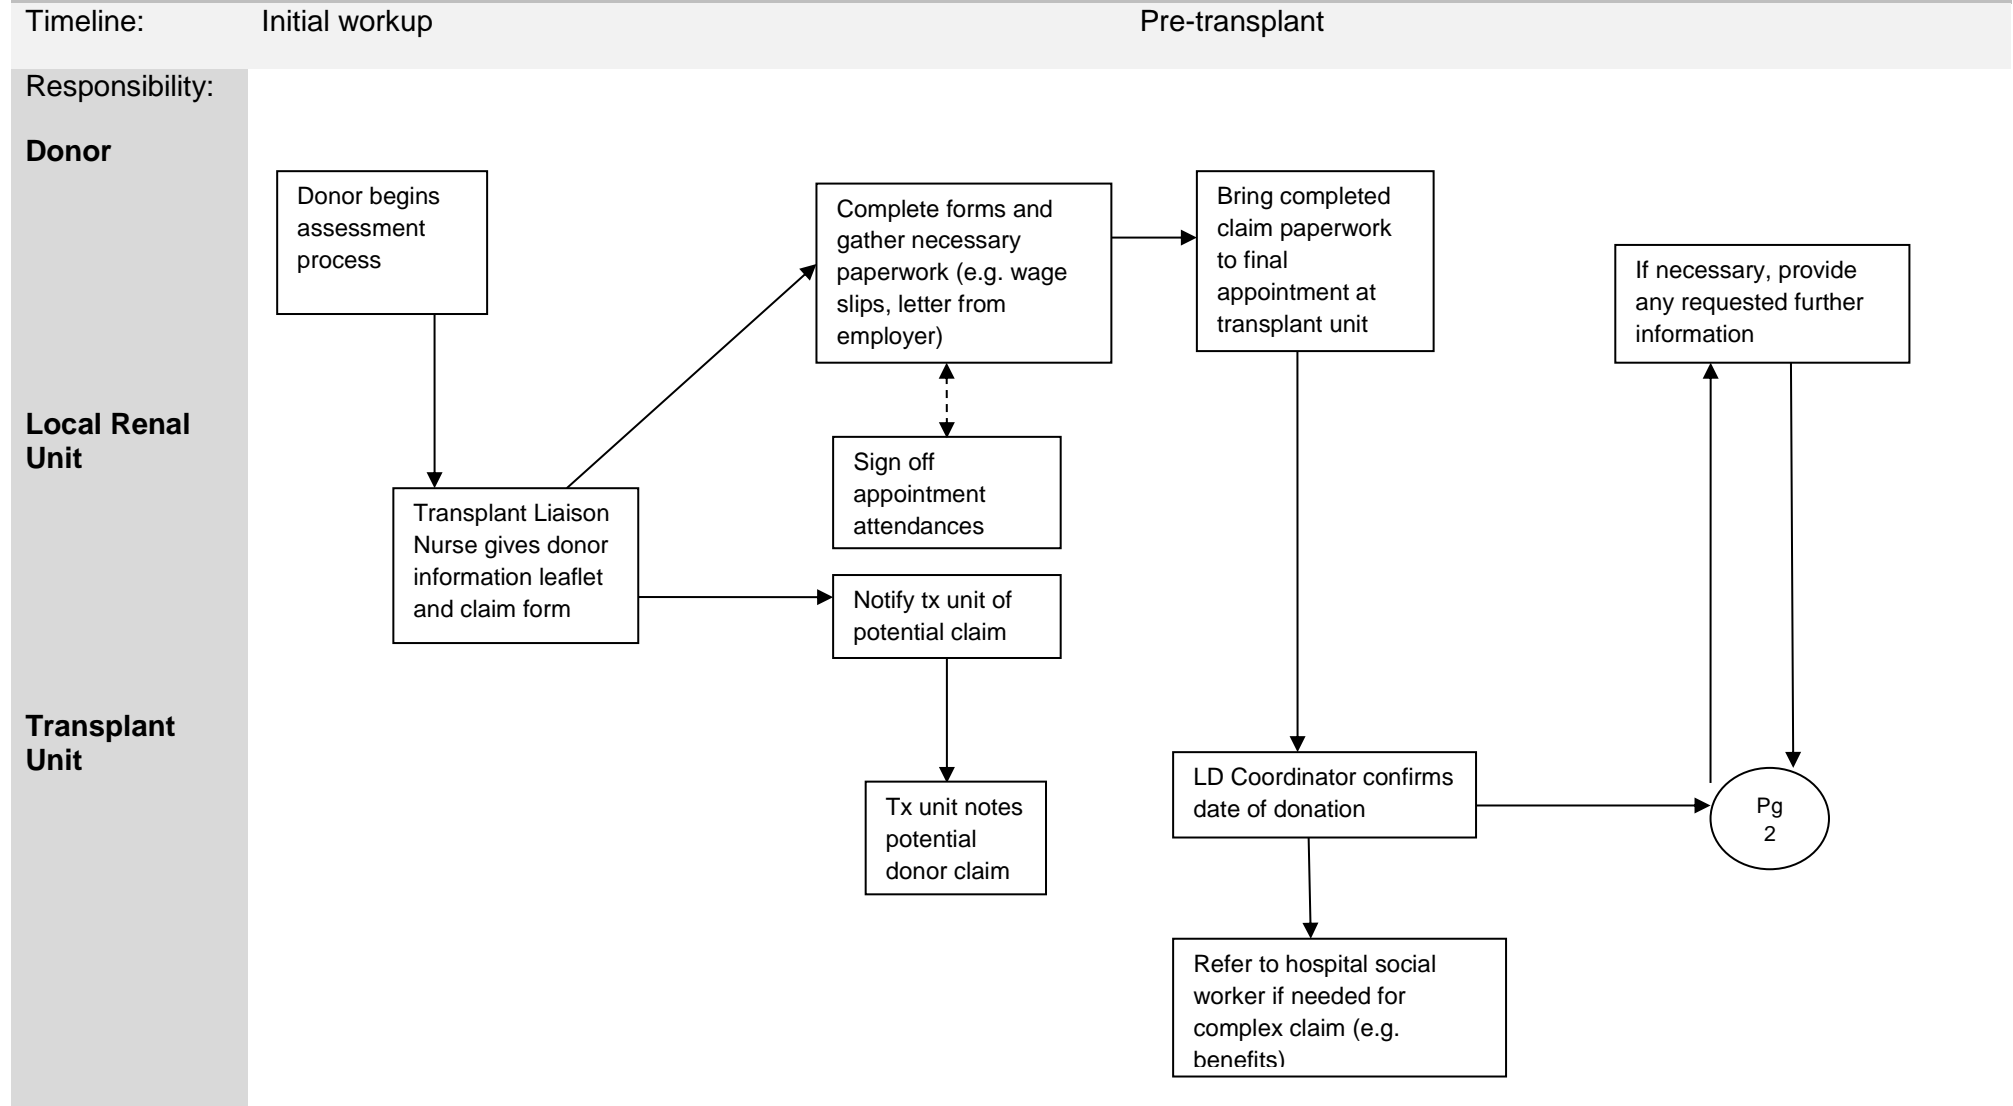 Timeline:
Initial workup
Pre-transplant
Responsibility:
Donor
Donor begins
assessment
process
Complete forms and
gather necessary
paperwork (e.g. wage
slips, letter from
employer)
Bring completed
claim paperwork
to final
appointment at
transplant unit
If necessary, provide
any requested further
information
Local Renal
Unit
Transplant Liaison
Nurse gives donor
information leaflet
and claim form
Sign off
appointment
attendances
Notify tx unit of
potential claim
Transplant
Unit
Tx unit notes
potential
donor claim
LD Coordinator confirms
date of donation
Pg
2
Refer to hospital social
worker if needed for
complex claim (e.g.
benefits)